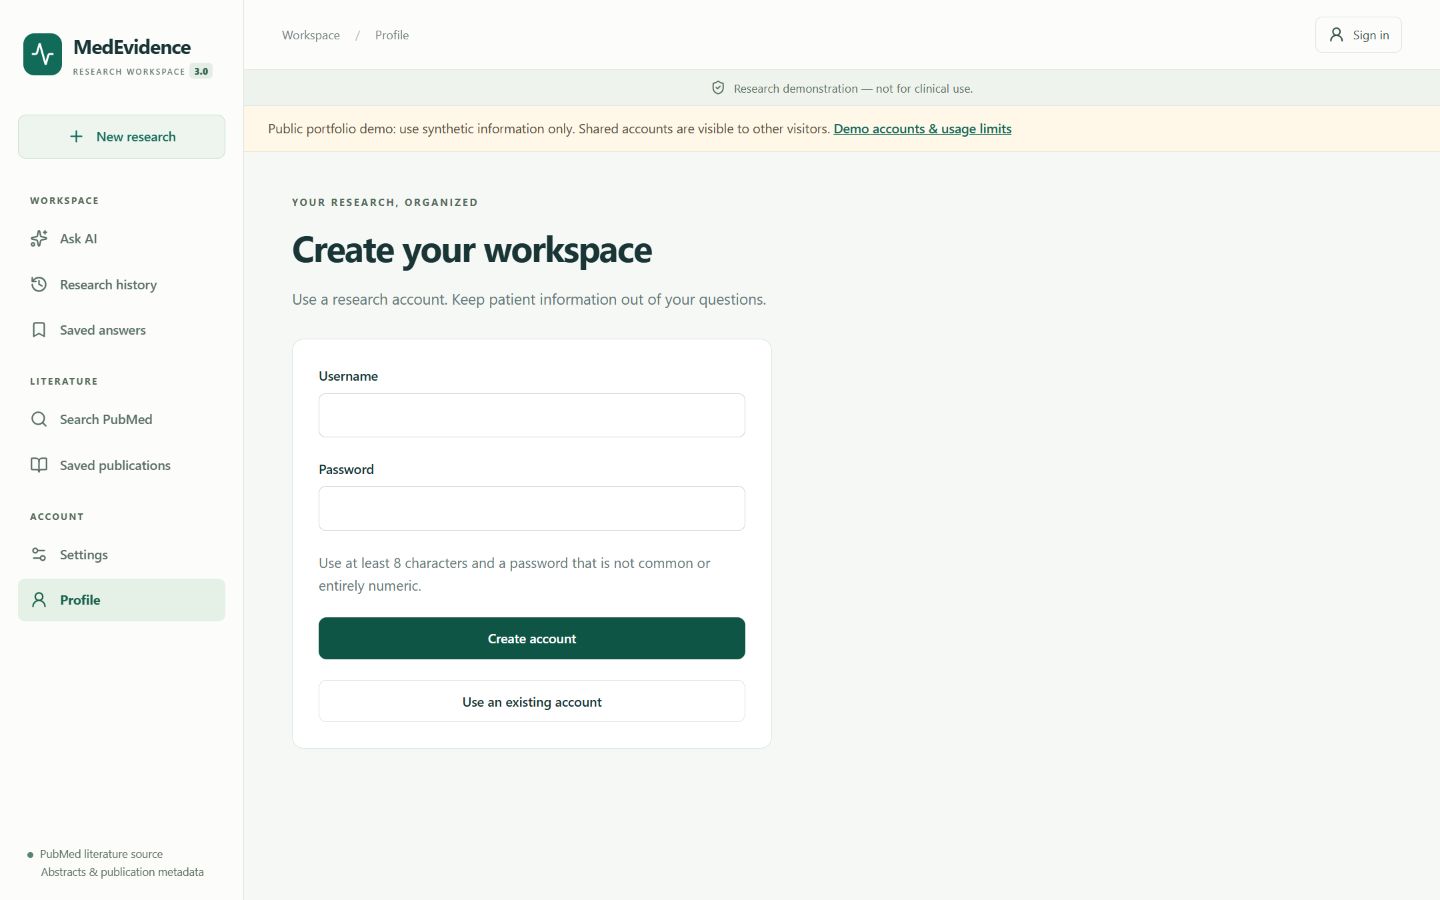 MedEvidence
RESEARCH WORKSPACE 3.0
New research
WORKSPACE
Ask AI
Research history
Saved answers
LITERATURE
Search PubMed
Saved publications
ACCOUNT
Settings
Profile
PubMed literature source
Abstracts & publication metadata
Workspace / Profile
Sign in
Research demonstration — not for clinical use.
Public portfolio demo: use synthetic information only. Shared accounts are visible to other visitors. Demo accounts & usage limits
YOUR RESEARCH, ORGANIZED
Create your workspace
Use a research account. Keep patient information out of your questions.
Username
Password
Use at least 8 characters and a password that is not common or
entirely numeric.
Create account
Use an existing account